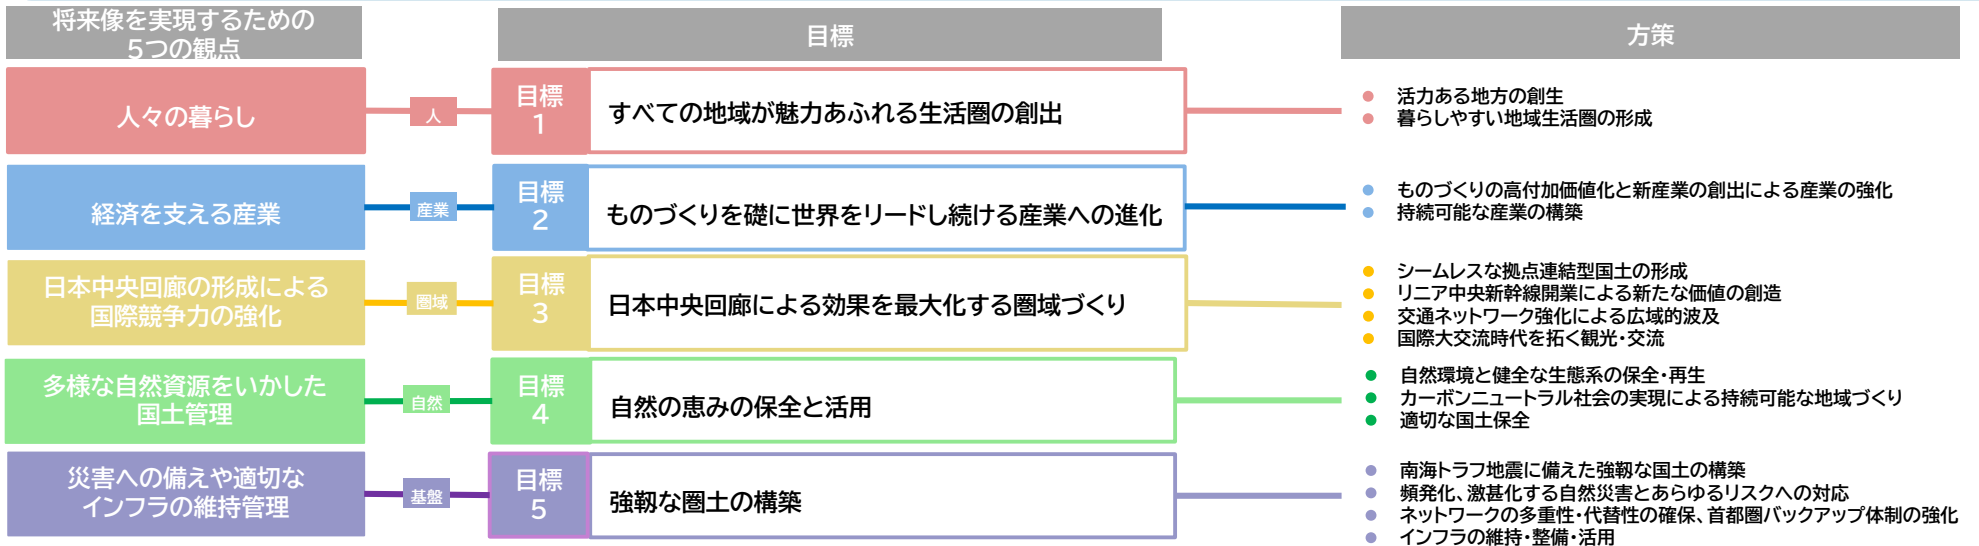 将来像を実現するための
5つの観点
目標
方策
人々の暮らし
人
目標
1
すべての地域が魅力あふれる生活圏の創出
● 活力ある地方の創生
● 暮らしやすい地域生活圏の形成
経済を支える産業
産業
目標
2
ものづくりを礎に世界をリードし続ける産業への進化
● ものづくりの高付加価値化と新産業の創出による産業の強化
● 持続可能な産業の構築
日本中央回廊の形成による
国際競争力の強化
圏域
目標
3
日本中央回廊による効果を最大化する圏域づくり
● シームレスな拠点連結型国土の形成
● リニア中央新幹線開業による新たな価値の創造
● 交通ネットワーク強化による広域的波及
● 国際大交流時代を拓く観光・交流
多様な自然資源をいかした
国土管理
自然
目標
4
自然の恵みの保全と活用
● 自然環境と健全な生態系の保全・再生
● カーボンニュートラル社会の実現による持続可能な地域づくり
● 適切な国土保全
災害への備えや適切な
インフラの維持管理
基盤
目標
5
強靱な圏土の構築
● 南海トラフ地震に備えた強靱な国土の構築
● 頻発化、激甚化する自然災害とあらゆるリスクへの対応
● ネットワークの多重性・代替性の確保、首都圏バックアップ体制の強化
● インフラの維持・整備・活用